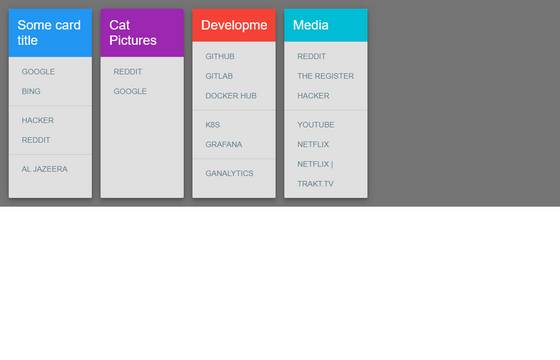 Some card
title
GOOGLE
BING
HACKER
REDDIT
AL JAZEERA
Cat
Pictures
REDDIT
GOOGLE
Developme
GITHUB
GITLAB
DOCKER HUB
K8S
GRAFANA
GANALYTICS
Media
REDDIT
THE REGISTER
HACKER
YOUTUBE
NETFLIX
NETFLIX |
TRAKT.TV